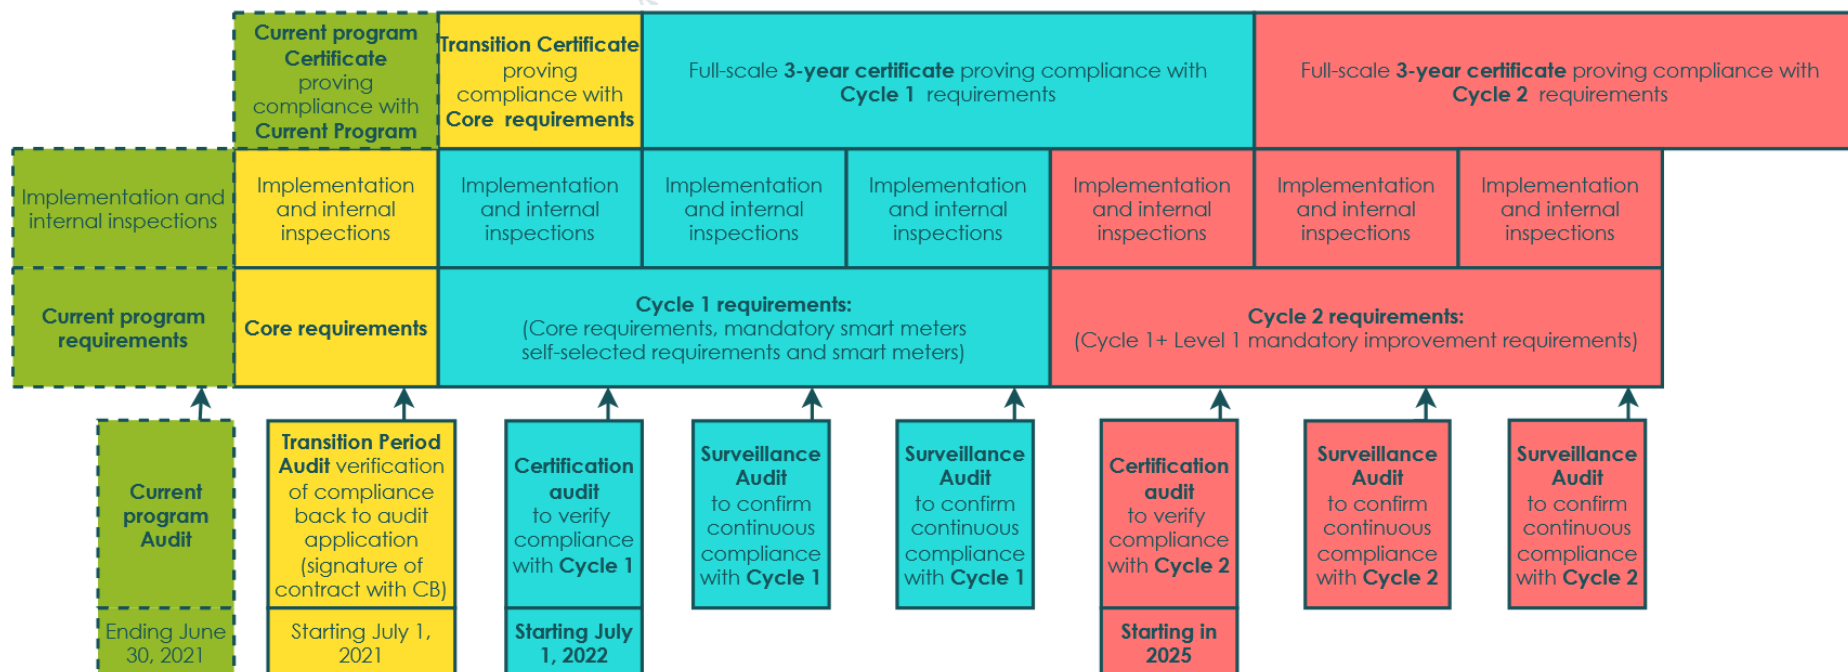 Current program
Certificate
proving
compliance with
Current Program
Transition Certificate
proving
compliance with
Core requirements
Full-scale 3-year certificate proving compliance with
Cycle 1 requirements
Full-scale 3-year certificate proving compliance with
Cycle 2 requirements
Implementation and
internal inspections
Implementation
and internal
inspections
Implementation
and internal
inspections
Implementation
and internal
inspections
Implementation
and internal
inspections
Implementation
and internal
inspections
Implementation
and internal
inspections
Implementation
and internal
inspections
Current program
requirements
Core requirements
Cycle 1 requirements:
(Core requirements, mandatory smart meters
self-selected requirements and smart meters)
Cycle 2 requirements:
(Cycle 1+ Level 1 mandatory improvement requirements)
Current
program
Audit
Ending June
30, 2021
Transition Period
Audit verification
of compliance
back to audit
application
(signature of
contract with CB)
Starting July 1,
2021
Certification
audit
to verify
compliance
with Cycle 1
Starting July
1, 2022
Surveillance
Audit
to confirm
continuous
compliance
with Cycle 1
Surveillance
Audit
to confirm
continuous
compliance
with Cycle 1
Certification
audit
to verify
compliance
with Cycle 2
Starting in
2025
Surveillance
Audit
to confirm
continuous
compliance
with Cycle 2
Surveillance
Audit
to confirm
continuous
compliance
with Cycle 2